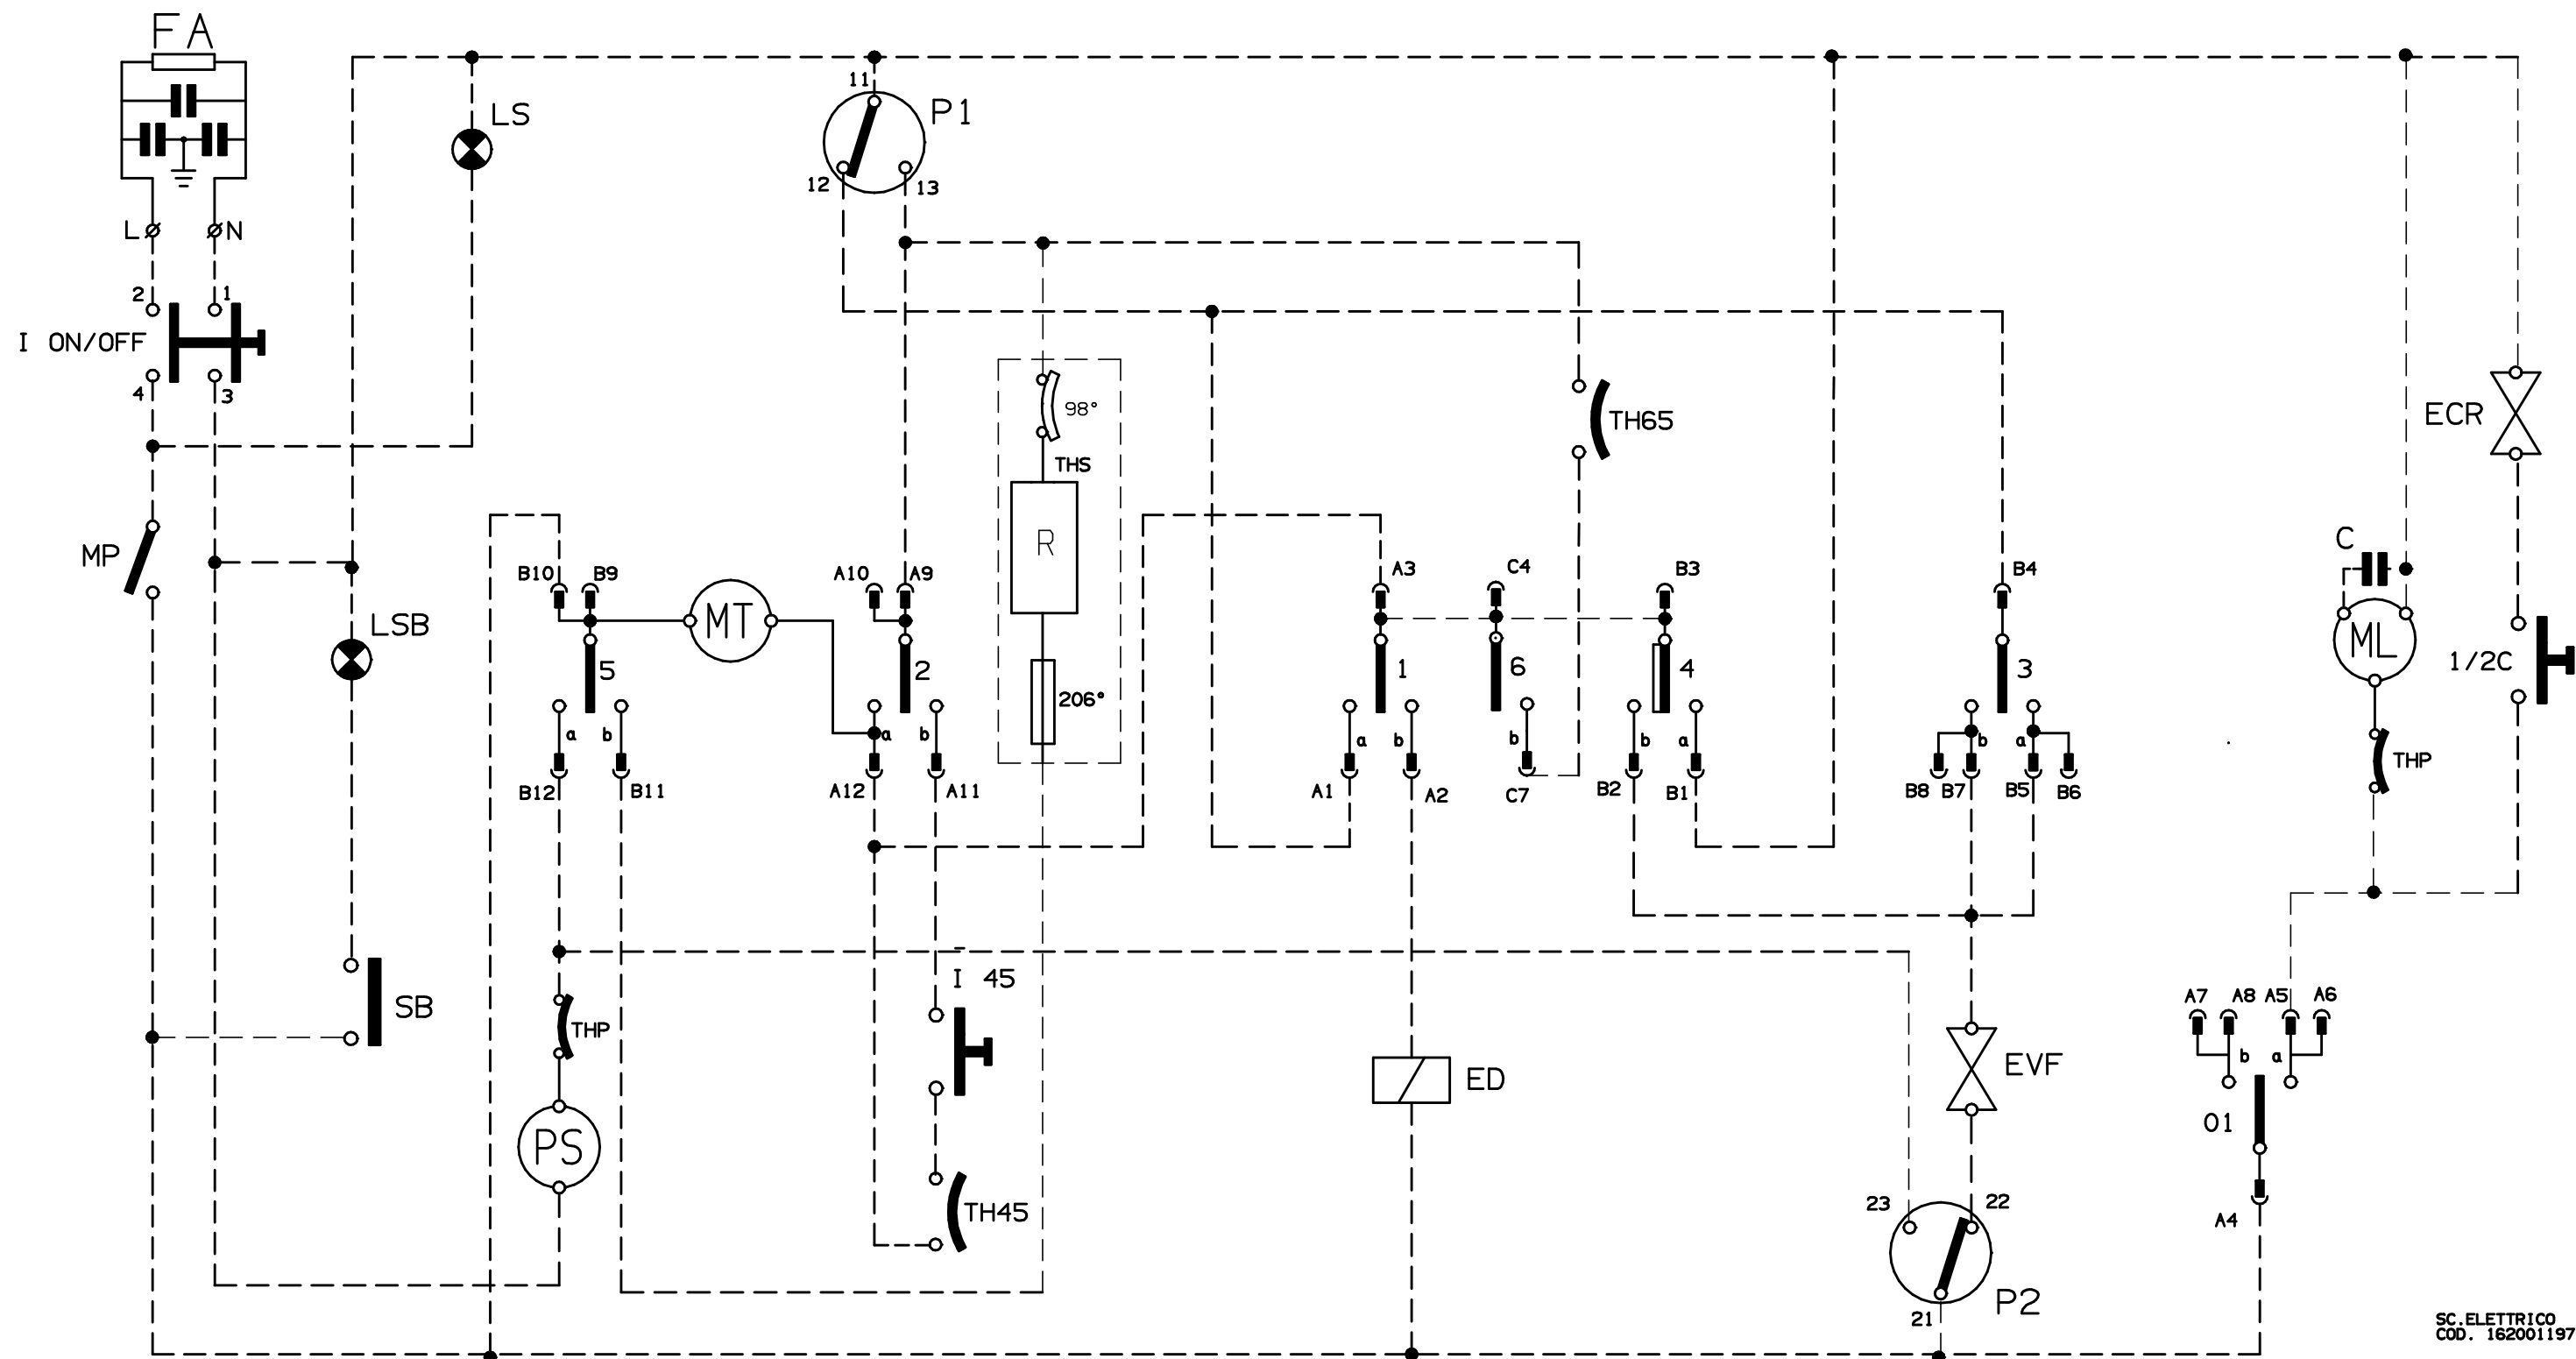 FA
LS
11
P1
12
13
L
N
2
1
I ON/OFF
4
3
98°
THS
TH65
ECR
R
MP
C
B10
B9
A10
A9
A3
C4
B3
B4
LSB
MT
ML
5
2
1
6
4
3
1/2C
206°
a
b
a
b
a
b
b
b
a
b
a
THP
B12
B11
A12
A11
A1
A2
C7
B2
B1
B8
B7
B5
B6
I 45
SB
THP
A7
A8
A5
A6
b
a
ED
EVF
01
PS
TH45
23
22
A4
P2
21
SC.ELETTRICO
COD. 162001197